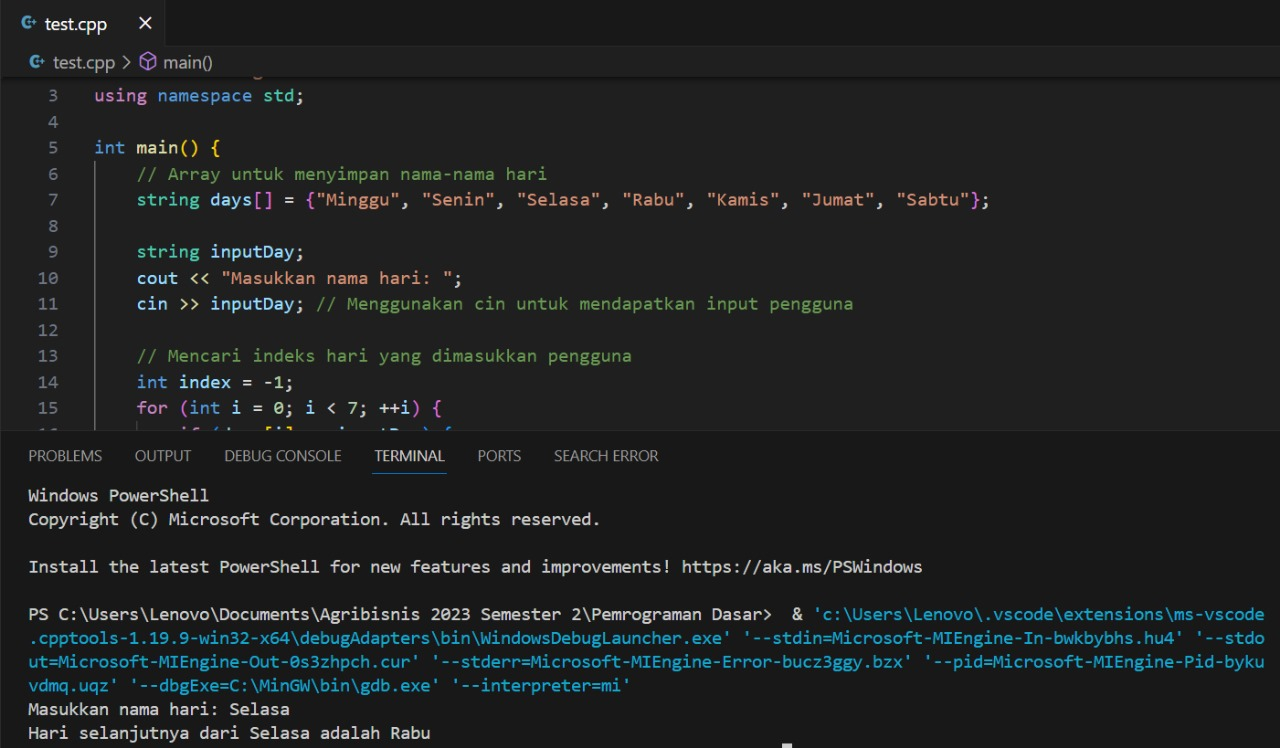 test.cpp
test.cpp > main()
3 using namespace std;
4
5 int main() {
6 // Array untuk menyimpan nama-nama hari
7 string days[] = {"Minggu", "Senin", "Selasa", "Rabu", "Kamis", "Jumat", "Sabtu"};
8
9 string inputDay;
10 cout << "Masukkan nama hari: ";
11 cin >> inputDay; // Menggunakan cin untuk mendapatkan input pengguna
12
13 // Mencari indeks hari yang dimasukkan pengguna
14 int index = -1;
15 for (int i = 0; i < 7; ++i) {
PROBLEMS OUTPUT DEBUG CONSOLE TERMINAL PORTS SEARCH ERROR
Windows PowerShell
Copyright (C) Microsoft Corporation. All rights reserved.
Install the latest PowerShell for new features and improvements! https://aka.ms/PSWindows
PS C:\Users\Lenovo\Documents\Agribisnis 2023 Semester 2\Pemrograman Dasar> & 'c:\Users\Lenovo\.vscode\extensions\ms-vscode
.cpptools-1.19.9-win32-x64\debugAdapters\bin\WindowsDebugLauncher.exe' '--stdin=Microsoft-MIEngine-In-bwkbybhs.hu4' '--stdo
ut=Microsoft-MIEngine-Out-0s3zhpch.cur' '--stderr=Microsoft-MIEngine-Error-bucz3ggy.bzx' '--pid=Microsoft-MIEngine-Pid-byku
vdmq.uqz' '--dbgExe=C:\MinGW\bin\gdb.exe' '--interpreter=mi'
Masukkan nama hari: Selasa
Hari selanjutnya dari Selasa adalah Rabu